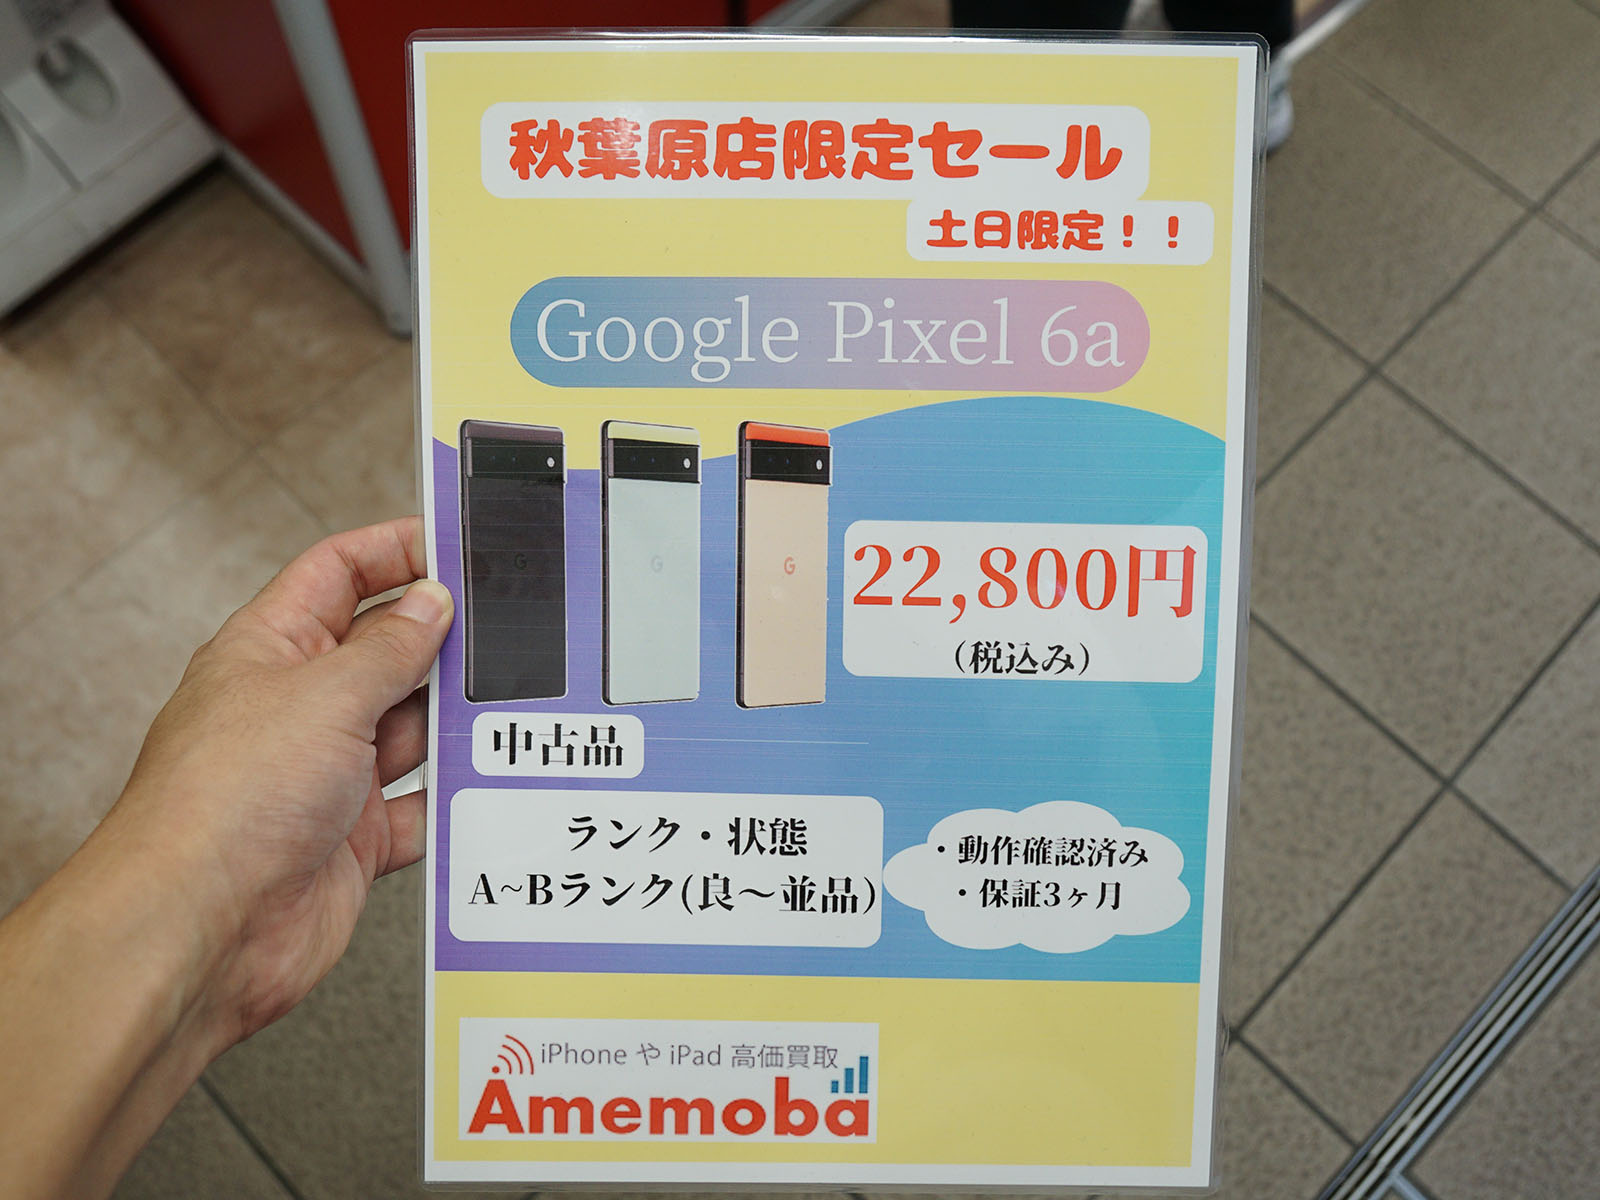 秋葉原店限定セール
土日限定！！
Google Pixel 6a
22,800円
（税込み）
中古品
ランク・状態
A~Bランク(良〜並品)
・動作確認済み
・保証3ヶ月
iPhone や iPad 高価買取
Amemoba